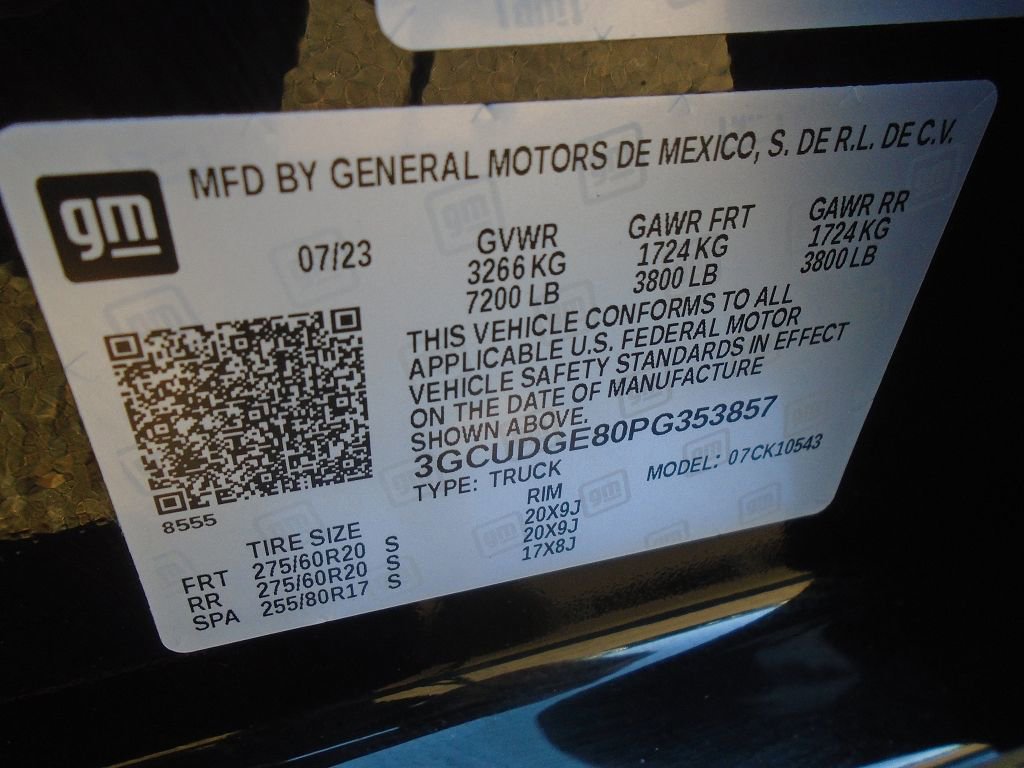 gm
MFD BY GENERAL MOTORS DE MEXICO, S. DE R.L. DE C.V.
07/23 GVWR GAWR FRT GAWR RR
3266 KG 1724 KG 1724 KG
7200 LB 3800 LB 3800 LB
THIS VEHICLE CONFORMS TO ALL
APPLICABLE U.S. FEDERAL MOTOR
VEHICLE SAFETY STANDARDS IN EFFECT
ON THE DATE OF MANUFACTURE
SHOWN ABOVE.
3GCUDGE80PG353857
TYPE: TRUCK MODEL: 07CK10543
8555
TIRE SIZE RIM
FRT 275/60R20 S 20X9J
RR 275/60R20 S 20X9J
SPA 255/80R17 S 17X8J